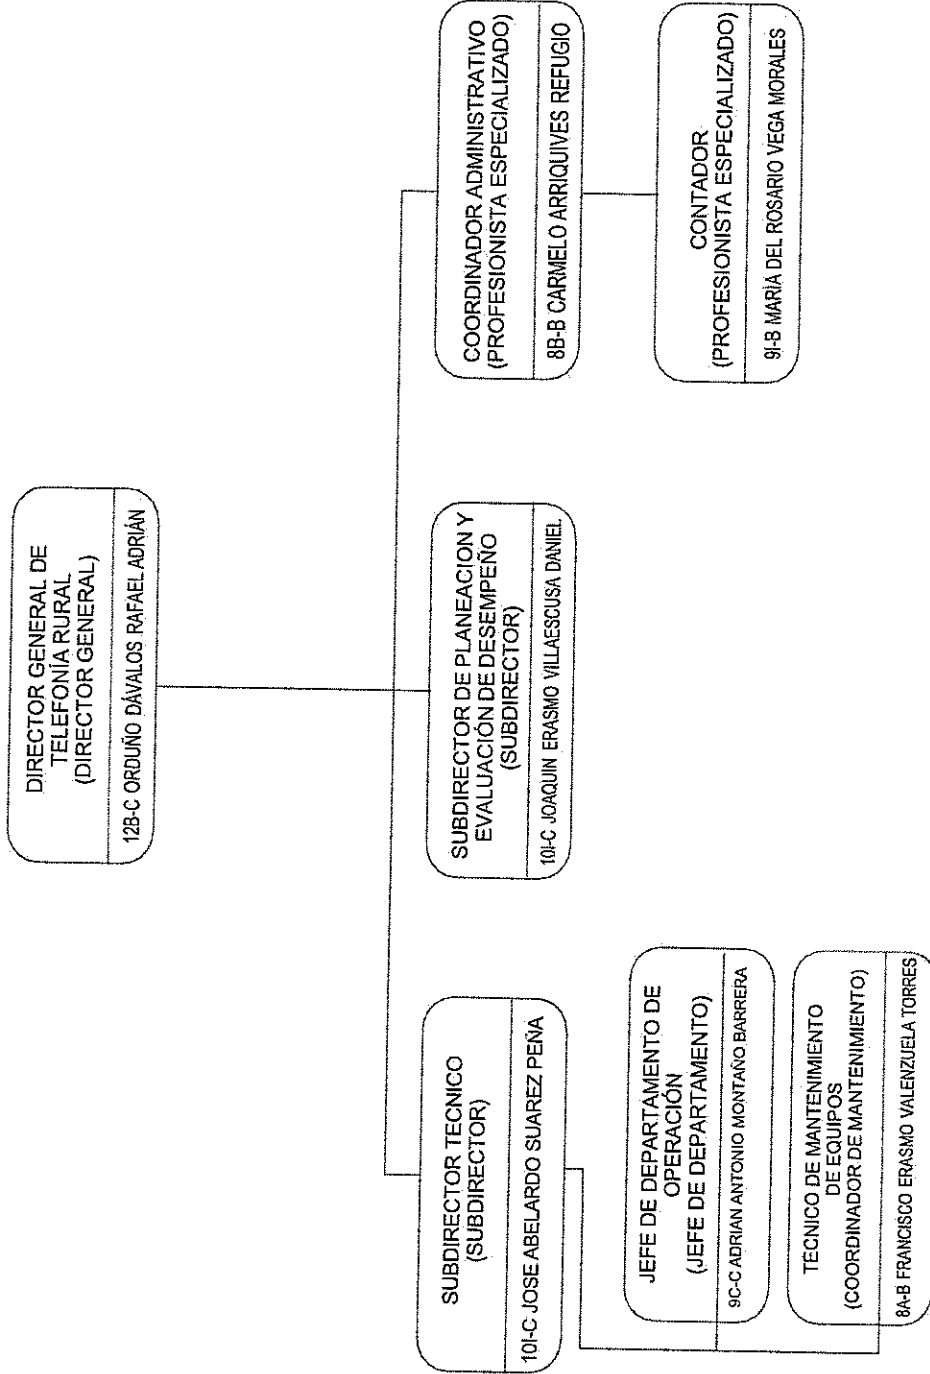 DIRECTOR GENERAL DE
TELEFONÍA RURAL
(DIRECTOR GENERAL)
12B-C ORDUÑO DÁVALOS RAFAEL ADRIÁN
SUBDIRECTOR TECNICO
(SUBDIRECTOR)
10I-C JOSE ABELARDO SUAREZ PEÑA
JEFE DE DEPARTAMENTO DE
OPERACIÓN
(JEFE DE DEPARTAMENTO)
9C-C ADRIAN ANTONIO MONTAÑO BARRERA
TÉCNICO DE MANTENIMIENTO
DE EQUIPOS
(COORDINADOR DE MANTENIMIENTO)
8A-B FRANCISCO ERASMO VALENZUELA TORRES
SUBDIRECTOR DE PLANEACION Y
EVALUACIÓN DE DESEMPEÑO
(SUBDIRECTOR)
10I-C JOAQUIN ERASMO VILLAESCUSA DANIEL
COORDINADOR ADMINISTRATIVO
(PROFESIONISTA ESPECIALIZADO)
8B-B CARMELO ARRIQUIVES REFUGIO
CONTADOR
(PROFESIONISTA ESPECIALIZADO)
9I-B MARÍA DEL ROSARIO VEGA MORALES